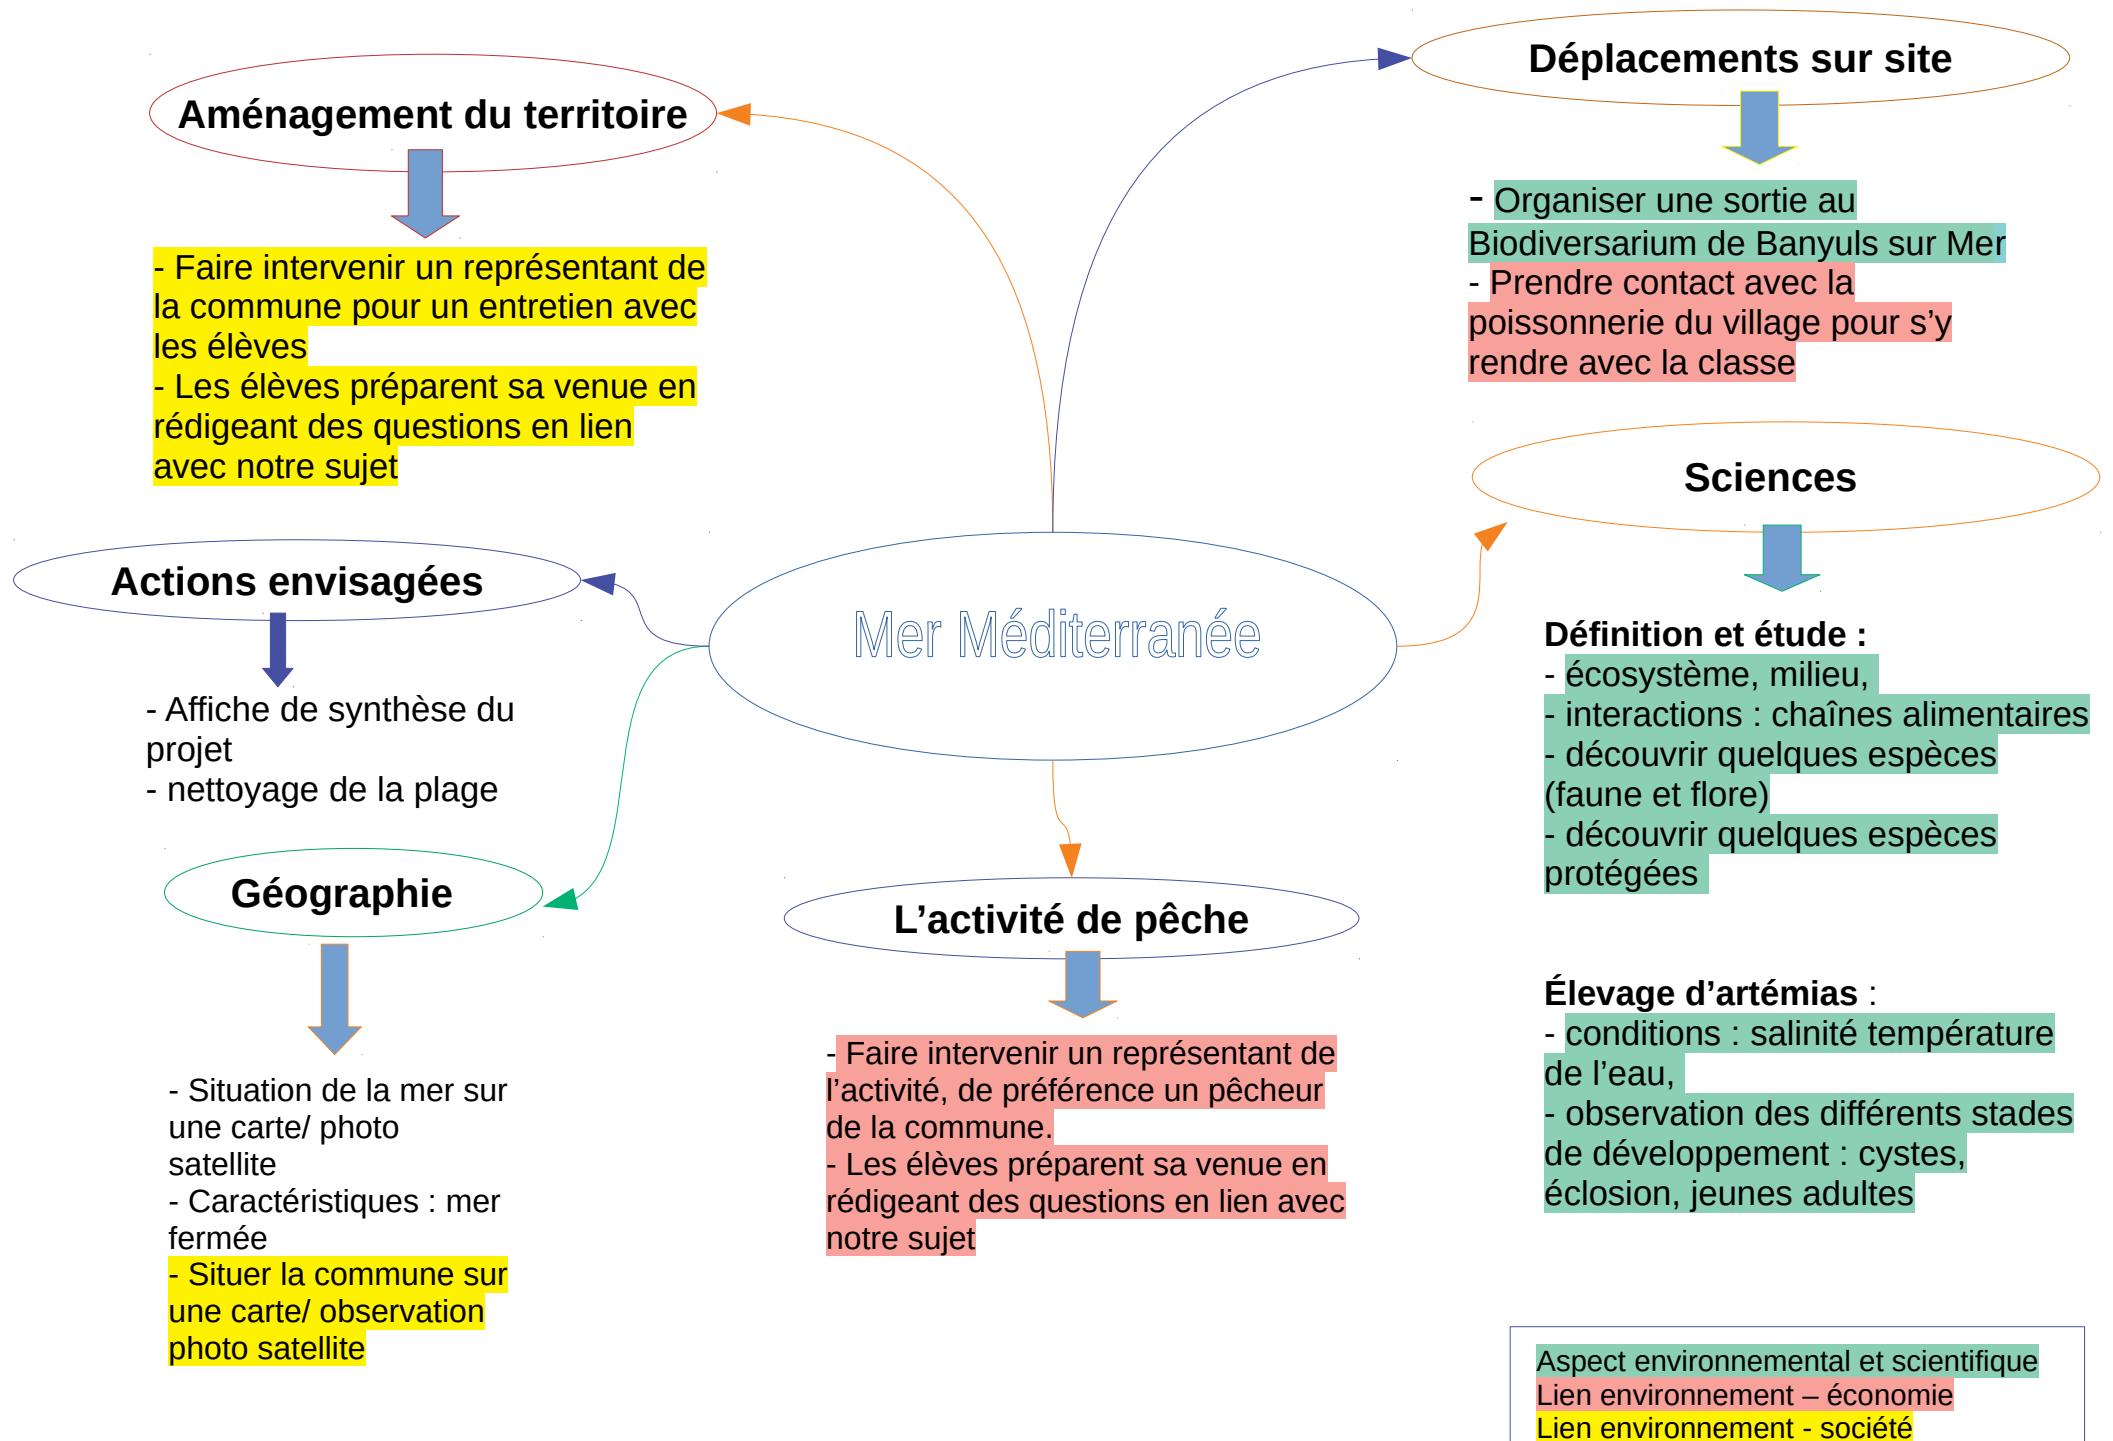 Déplacements sur site
- Organiser une sortie au
Biodiversarium de Banyuls sur Mer
- Prendre contact avec la
poissonnerie du village pour s’y
rendre avec la classe
Aménagement du territoire
- Faire intervenir un représentant de
la commune pour un entretien avec
les élèves
- Les élèves préparent sa venue en
rédigeant des questions en lien
avec notre sujet
Sciences
Définition et étude :
- écosystème, milieu,
- interactions : chaînes alimentaires
- découvrir quelques espèces
(faune et flore)
- découvrir quelques espèces
protégées
Élevage d’artémias :
- conditions : salinité température
de l’eau,
- observation des différents stades
de développement : cystes,
éclosion, jeunes adultes
Actions envisagées
- Affiche de synthèse du
projet
- nettoyage de la plage
Mer Méditerranée
Géographie
- Situation de la mer sur
une carte/ photo
satellite
- Caractéristiques : mer
fermée
- Situer la commune sur
une carte/ observation
photo satellite
L’activité de pêche
- Faire intervenir un représentant de
l’activité, de préférence un pêcheur
de la commune.
- Les élèves préparent sa venue en
rédigeant des questions en lien avec
notre sujet
Aspect environnemental et scientifique
Lien environnement – économie
Lien environnement - société